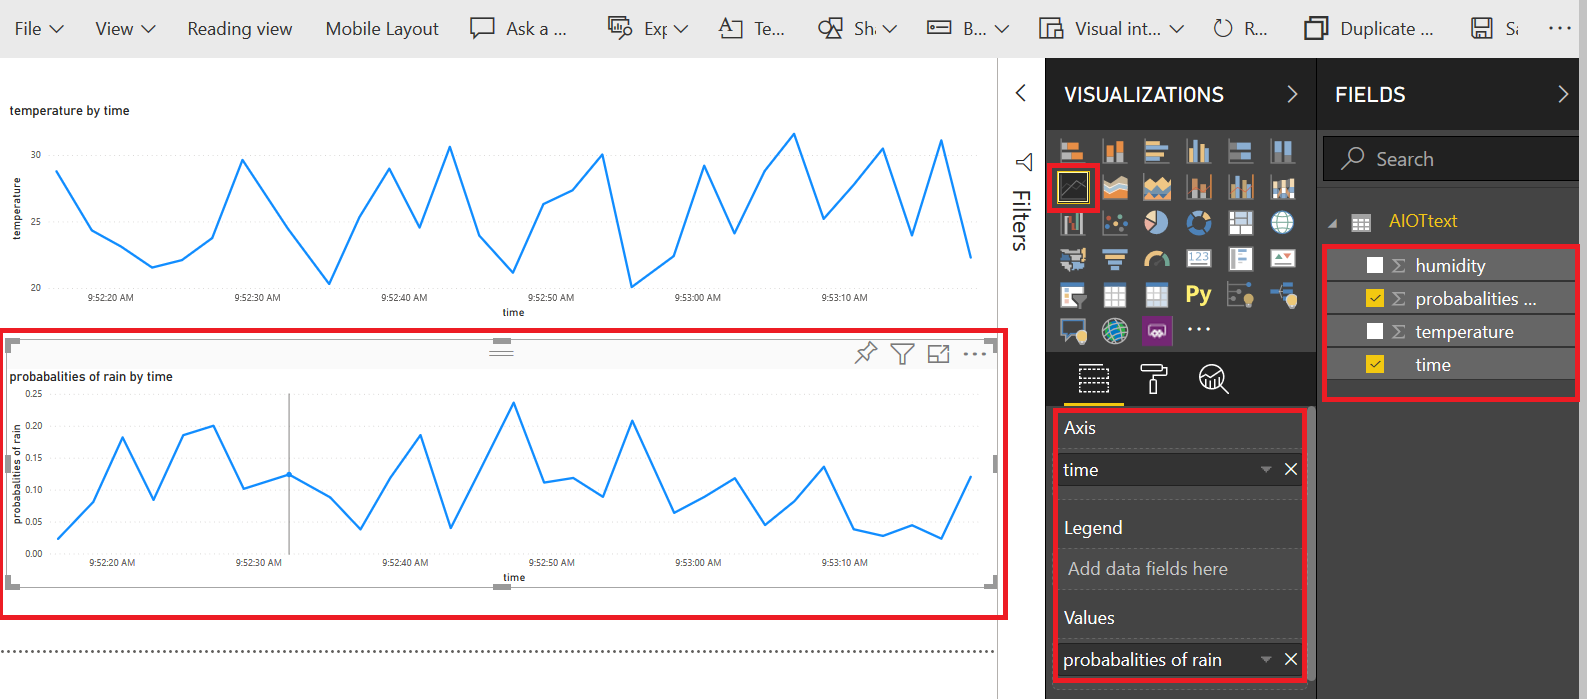 File View Reading view Mobile Layout Ask a ... Exp Te... Sh B... Visual int... R... Duplicate ... Sa ...
temperature by time
temperature
30
25
20
9:52:20 AM 9:52:30 AM 9:52:40 AM 9:52:50 AM 9:53:00 AM 9:53:10 AM
time
probabalities of rain by time
probabalities of rain
0.25
0.20
0.15
0.10
0.05
0.00
9:52:20 AM 9:52:30 AM 9:52:40 AM 9:52:50 AM 9:53:00 AM 9:53:10 AM
time
Filters
VISUALIZATIONS
123
Py
Axis
time
Legend
Add data fields here
Values
probabalities of rain
FIELDS
Search
AIOTtext
humidity
probabalities ...
temperature
time